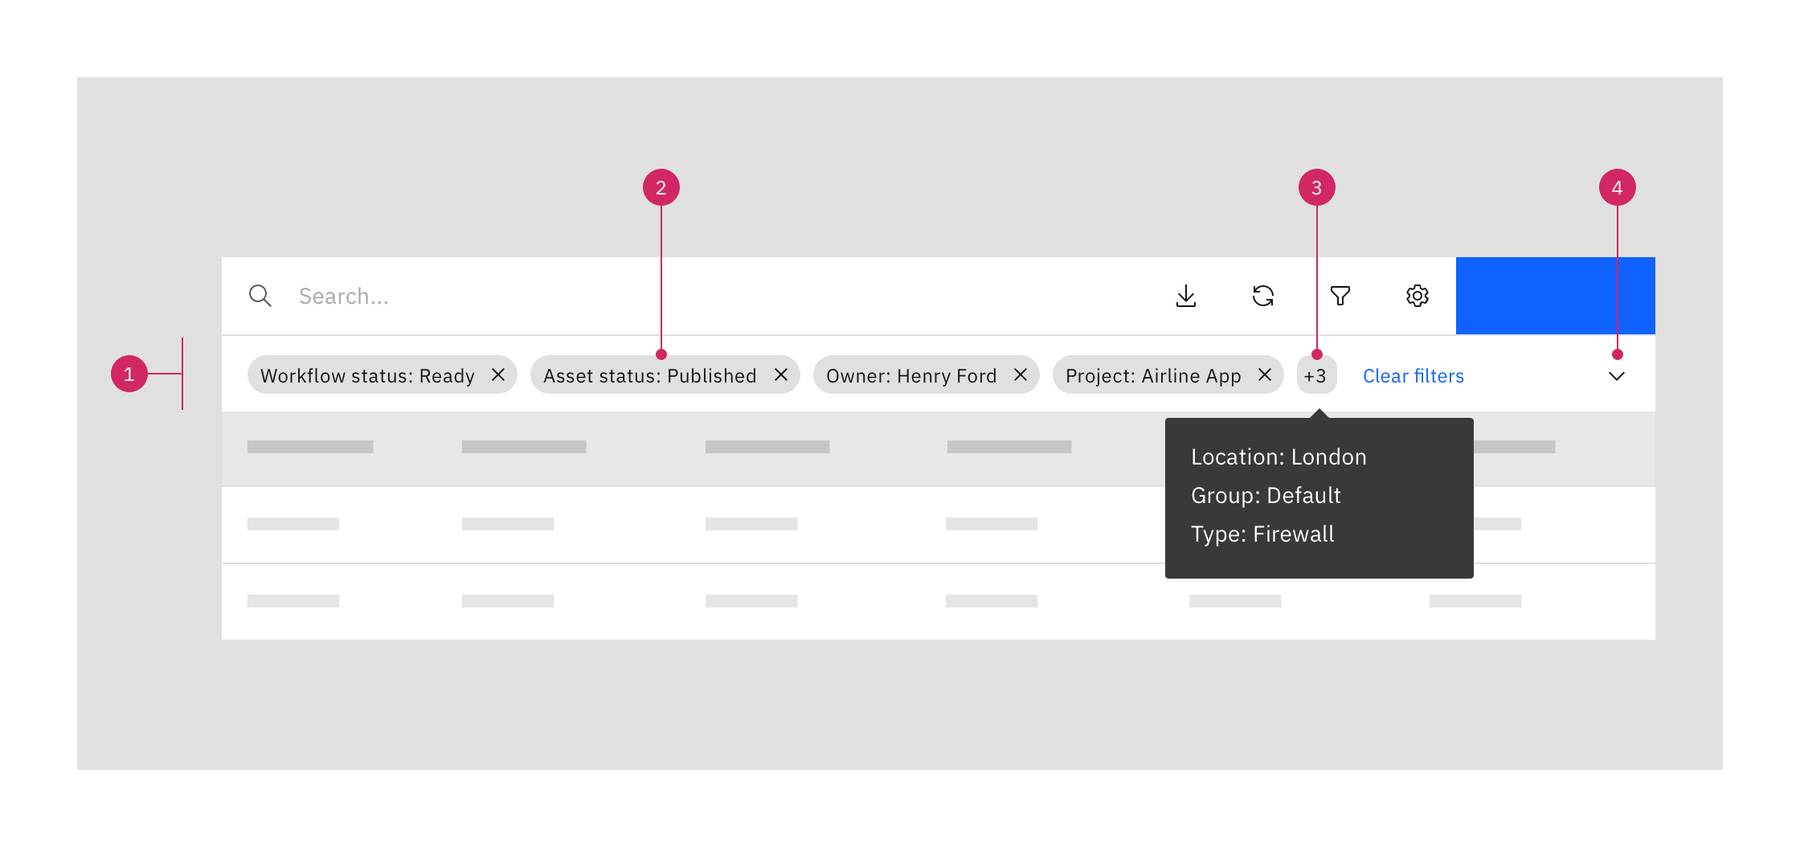 2
3
4
Search...
1
Workflow status: Ready
Asset status: Published
Owner: Henry Ford
Project: Airline App
+3
Clear filters
Location: London
Group: Default
Type: Firewall